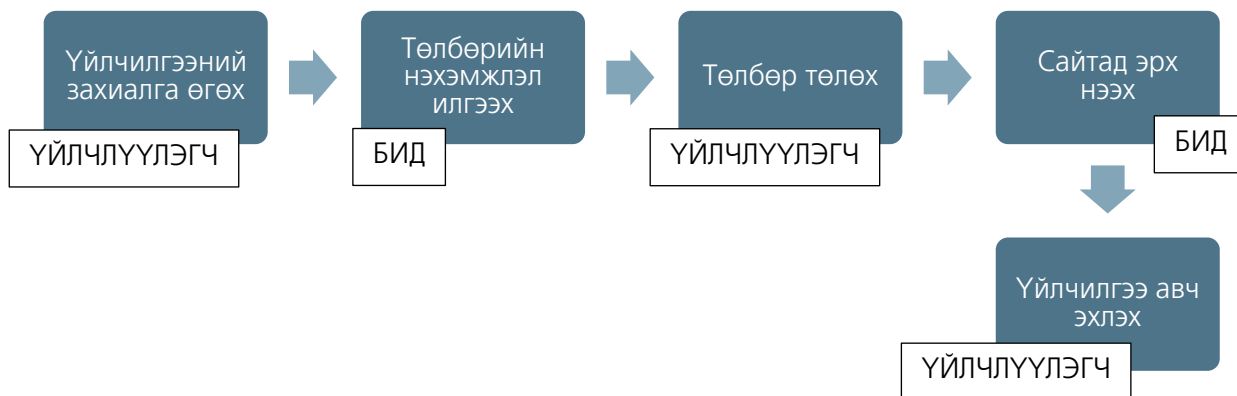 Үйлчилгээний
захиалга өгөх
ҮЙЛЧЛҮҮЛЭГЧ
Төлбөрийн
нэхэмжлэл
илгээх
БИД
Төлбөр төлөх
ҮЙЛЧЛҮҮЛЭГЧ
Сайтад эрх
нээх
БИД
Үйлчилгээ авч
эхлэх
ҮЙЛЧЛҮҮЛЭГЧ